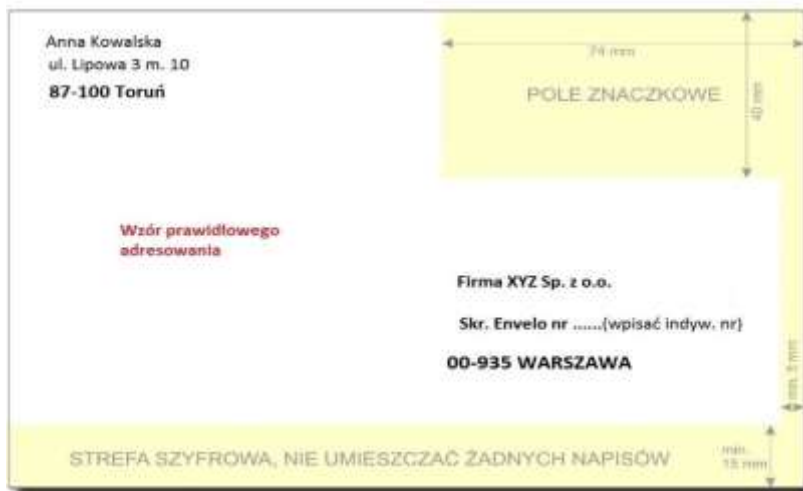 Anna Kowalska
ul. Lipowa 3 m. 10
87-100 Toruń
74 mm
POLE ZNACZKOWE
40 mm
Wzór prawidłowego
adresowania
Firma XYZ Sp. z o.o.
Skr. Envelo nr ......(wpisać indyw. nr)
00-935 WARSZAWA
min. 5 mm
STREFA SZYFROWA, NIE UMIESZCZAĆ ŻADNYCH NAPISÓW
min.
15 mm